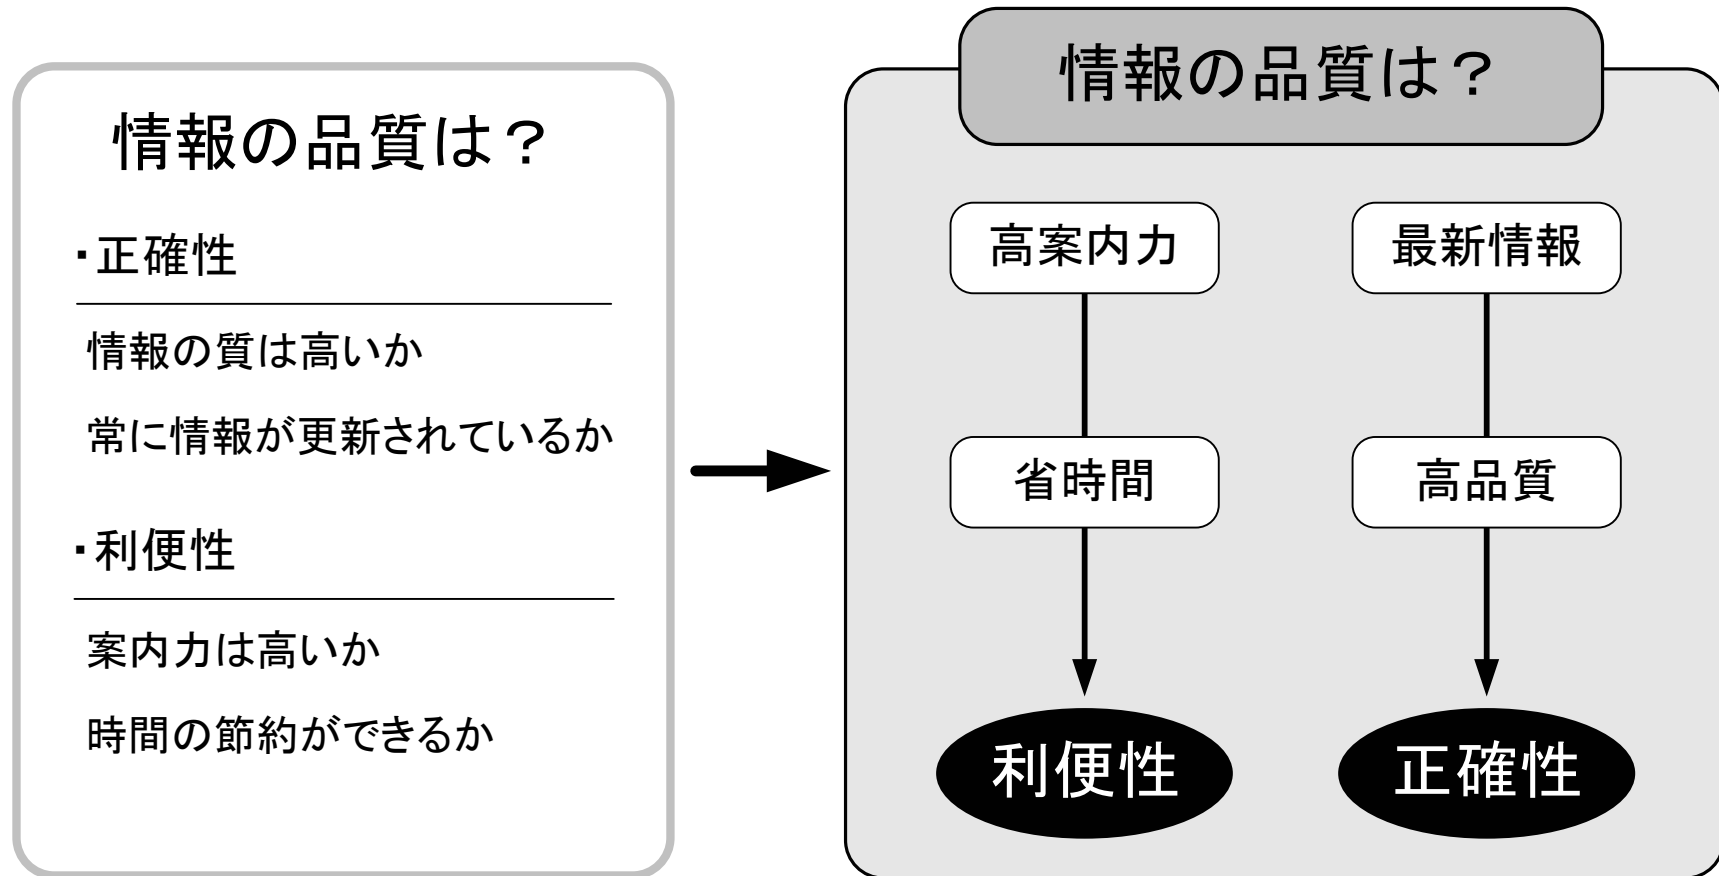 情報の品質は？
・正確性
情報の質は高いか
常に情報が更新されているか
・利便性
案内力は高いか
時間の節約ができるか
情報の品質は？
高案内力
最新情報
省時間
高品質
利便性
正確性